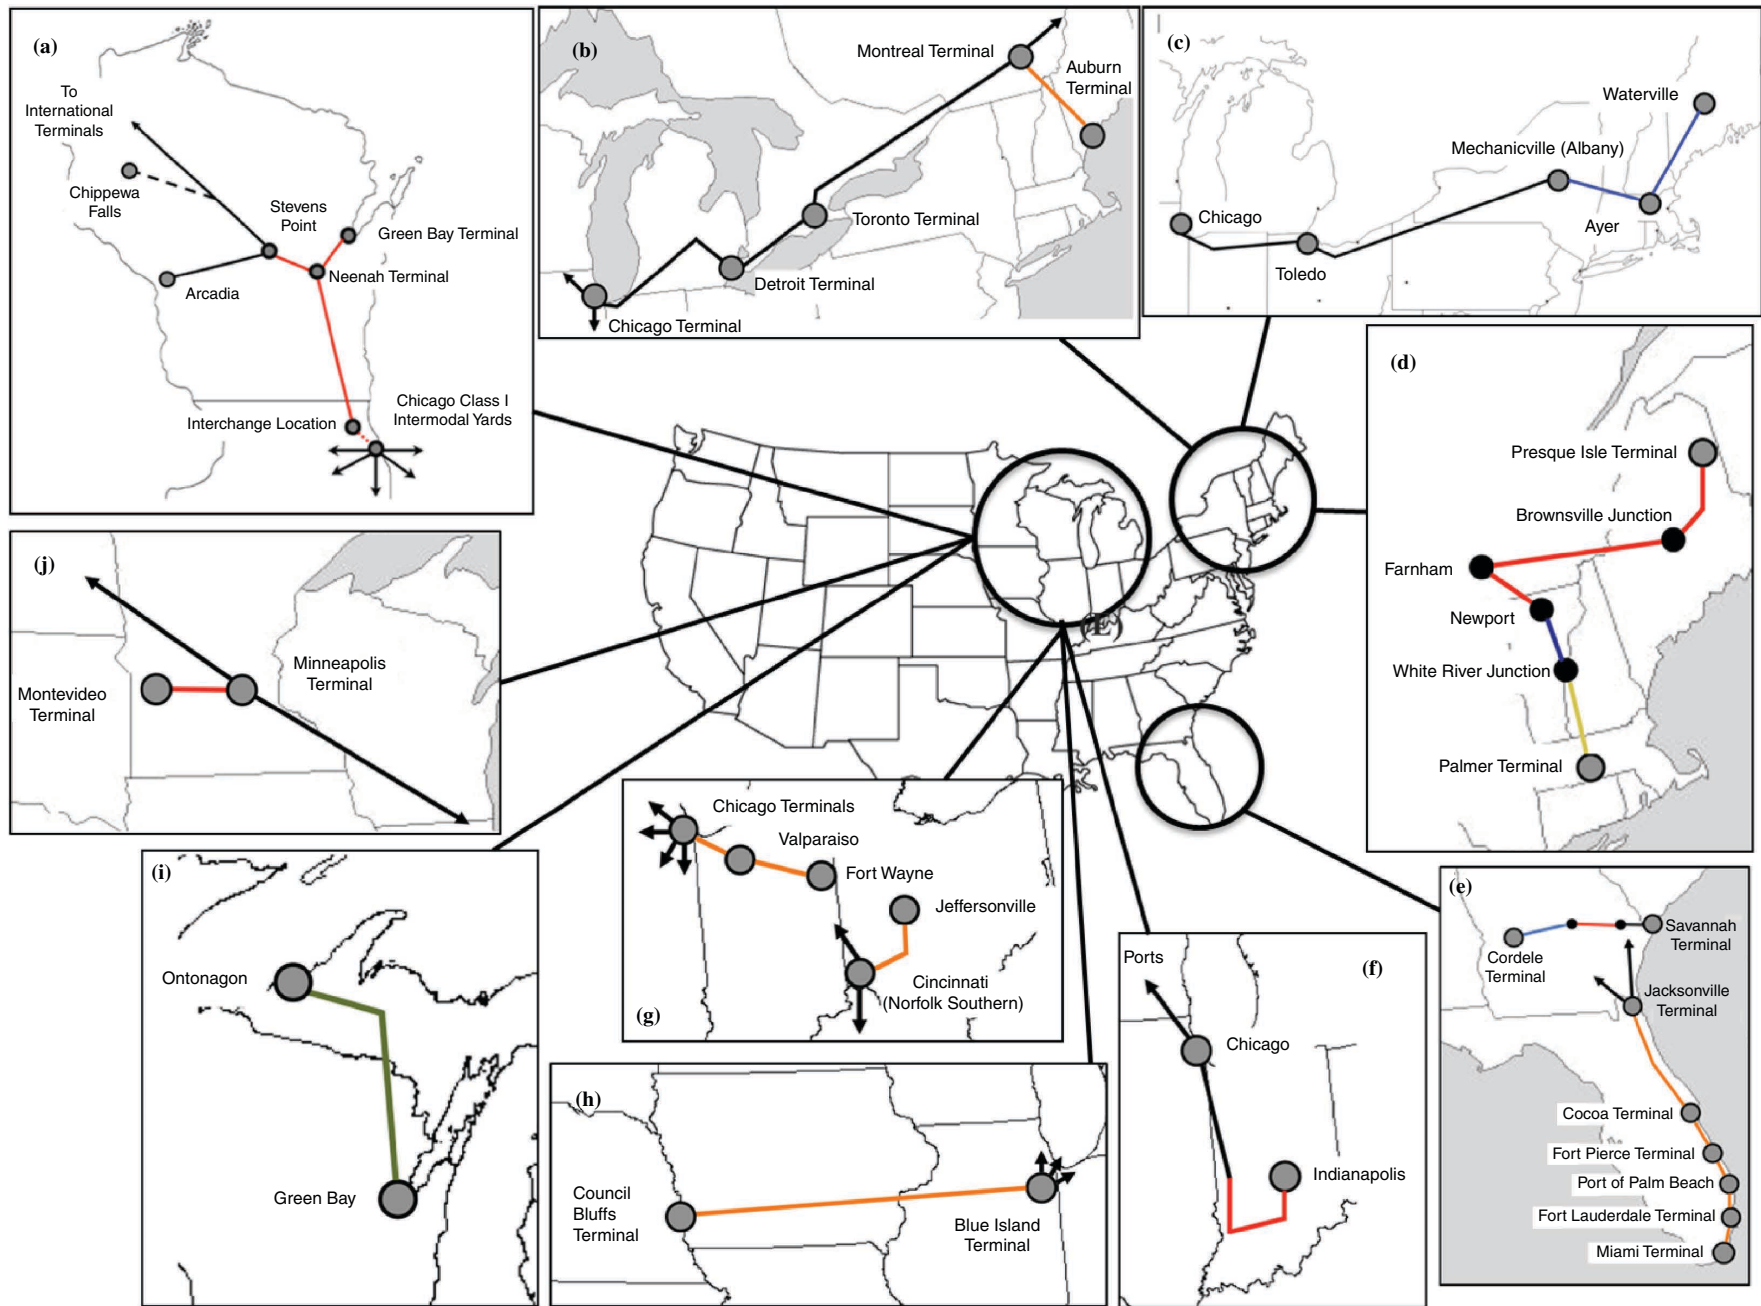 (a)
To
International
Terminals
Chippewa
Falls
Stevens
Point
Green Bay Terminal
Neenah Terminal
Arcadia
Chicago Class I
Intermodal Yards
Interchange Location
(b)
Montreal Terminal
Auburn
Terminal
Toronto Terminal
Detroit Terminal
Chicago Terminal
(c)
Waterville
Mechanicville (Albany)
Chicago
Ayer
Toledo
(d)
Presque Isle Terminal
Brownsville Junction
Farnham
Newport
White River Junction
Palmer Terminal
(j)
Minneapolis
Terminal
Montevideo
Terminal
(i)
Ontonagon
Green Bay
Chicago Terminals
Valparaiso
Fort Wayne
Jeffersonville
Cincinnati
(Norfolk Southern)
(g)
(h)
Council
Bluffs
Terminal
Blue Island
Terminal
Ports
(f)
Chicago
Indianapolis
(e)
Savannah
Terminal
Cordele
Terminal
Jacksonville
Terminal
Cocoa Terminal
Fort Pierce Terminal
Port of Palm Beach
Fort Lauderdale Terminal
Miami Terminal